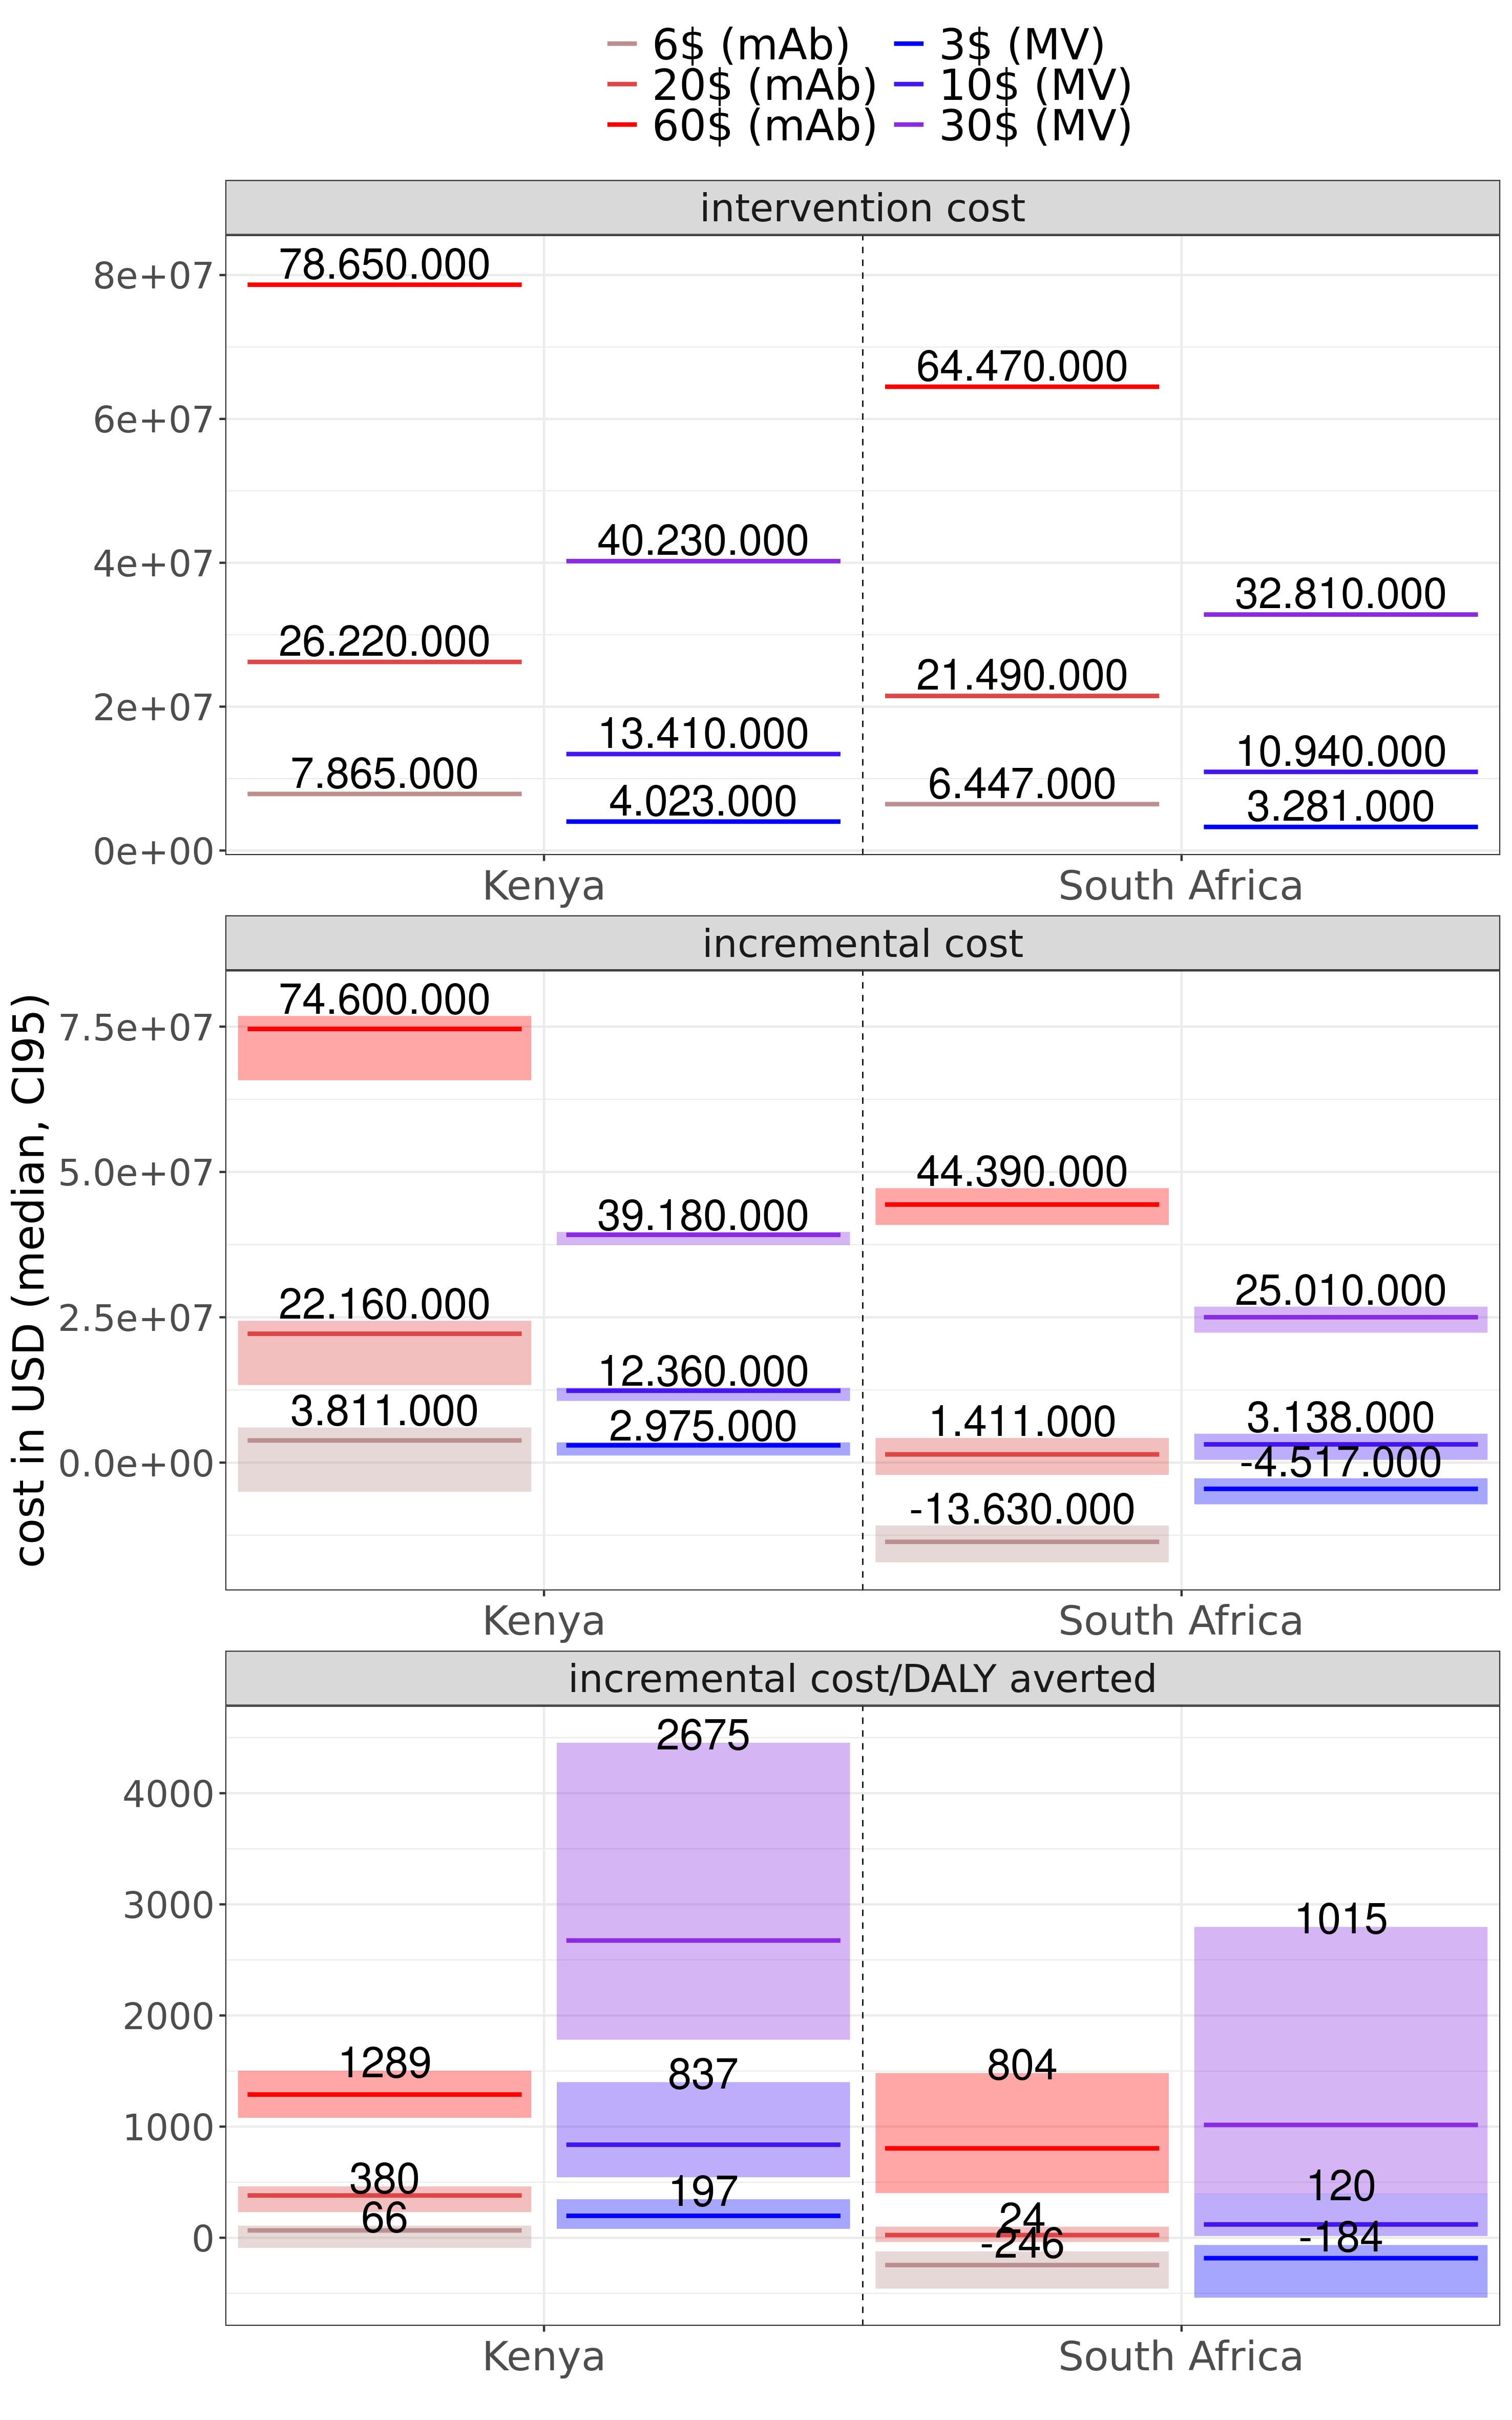 6$ (mAb) 3$ (MV)
20$ (mAb) 10$ (MV)
60$ (mAb) 30$ (MV)
cost in USD (median, CI95)
intervention cost
8e+07
6e+07
4e+07
2e+07
0e+00
78.650.000
26.220.000
7.865.000
40.230.000
13.410.000
4.023.000
64.470.000
21.490.000
6.447.000
32.810.000
10.940.000
3.281.000
Kenya South Africa
incremental cost
7.5e+07
5.0e+07
2.5e+07
0.0e+00
74.600.000
22.160.000
3.811.000
39.180.000
12.360.000
2.975.000
44.390.000
1.411.000
-13.630.000
25.010.000
3.138.000
-4.517.000
Kenya South Africa
incremental cost/DALY averted
4000
3000
2000
1000
0
1289
380
66
2675
837
197
804
24
-246
1015
120
-184
Kenya South Africa